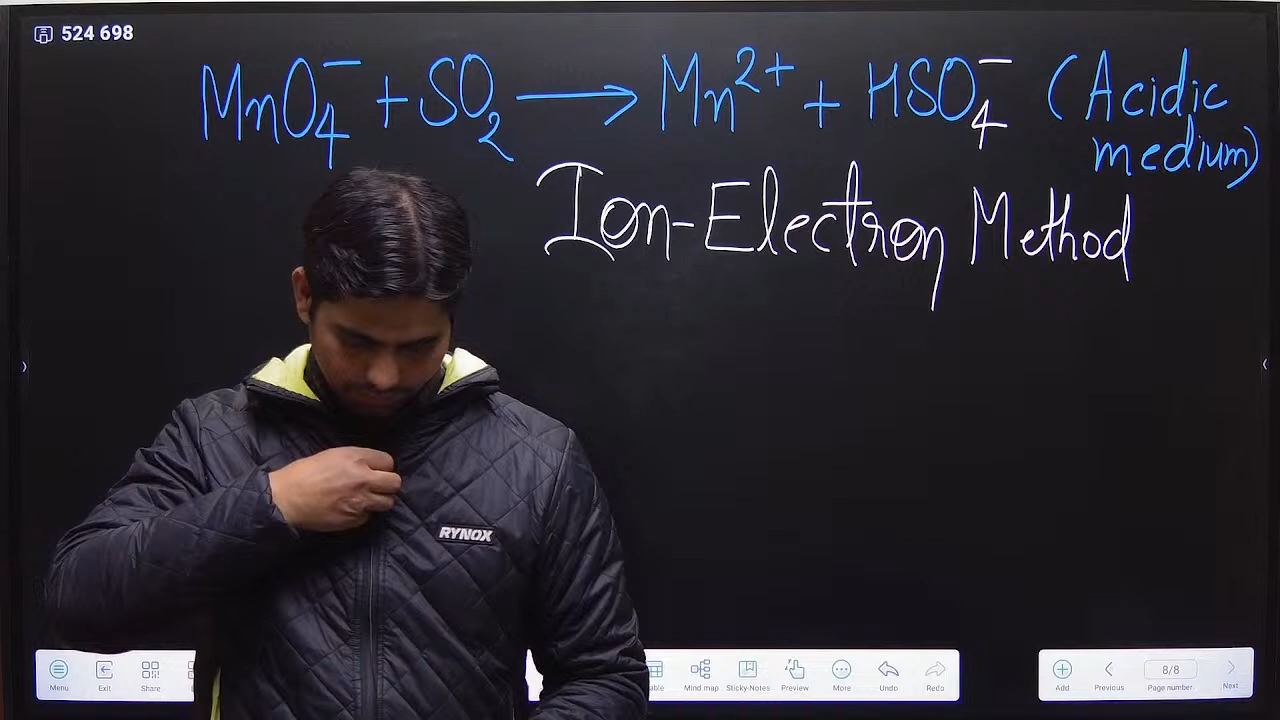 524 698
MnO₄⁻ + SO₂ ⟶ Mn²⁺ + HSO₄⁻ (Acidic
medium)
Ion-Electron Method
RYNOX
Menu Exit Share Mind map Sticky-Notes Preview More Undo Redo Add Previous Page number Next
8/8